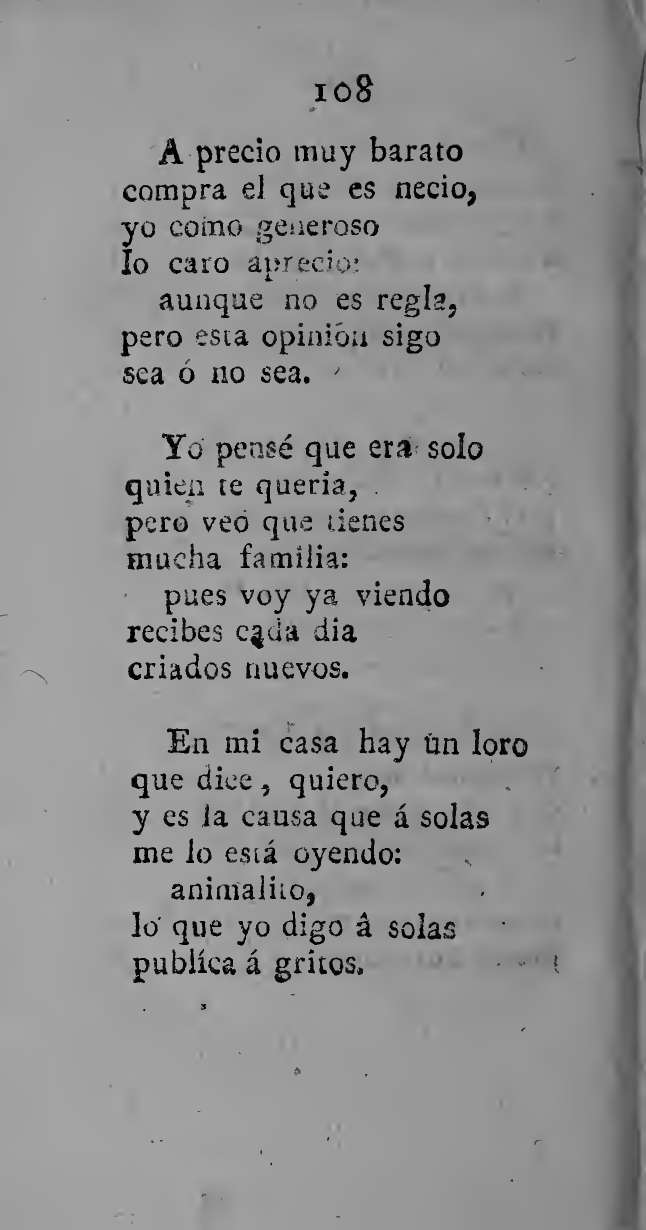 108
A precio muy barato
compra el que es necio,
yo como generoso
lo caro aprecio:
aunque no es regla,
pero esta opinión sigo
sea ó no sea.
Yo pensé que era solo
quien te queria,
pero veo que tienes
mucha familia:
pues voy ya viendo
recibes cada dia
criados nuevos.
En mi casa hay un loro
que dice, quiero,
y es la causa que á solas
me lo está oyendo:
animalito,
lo que yo digo â solas
publíca á gritos.